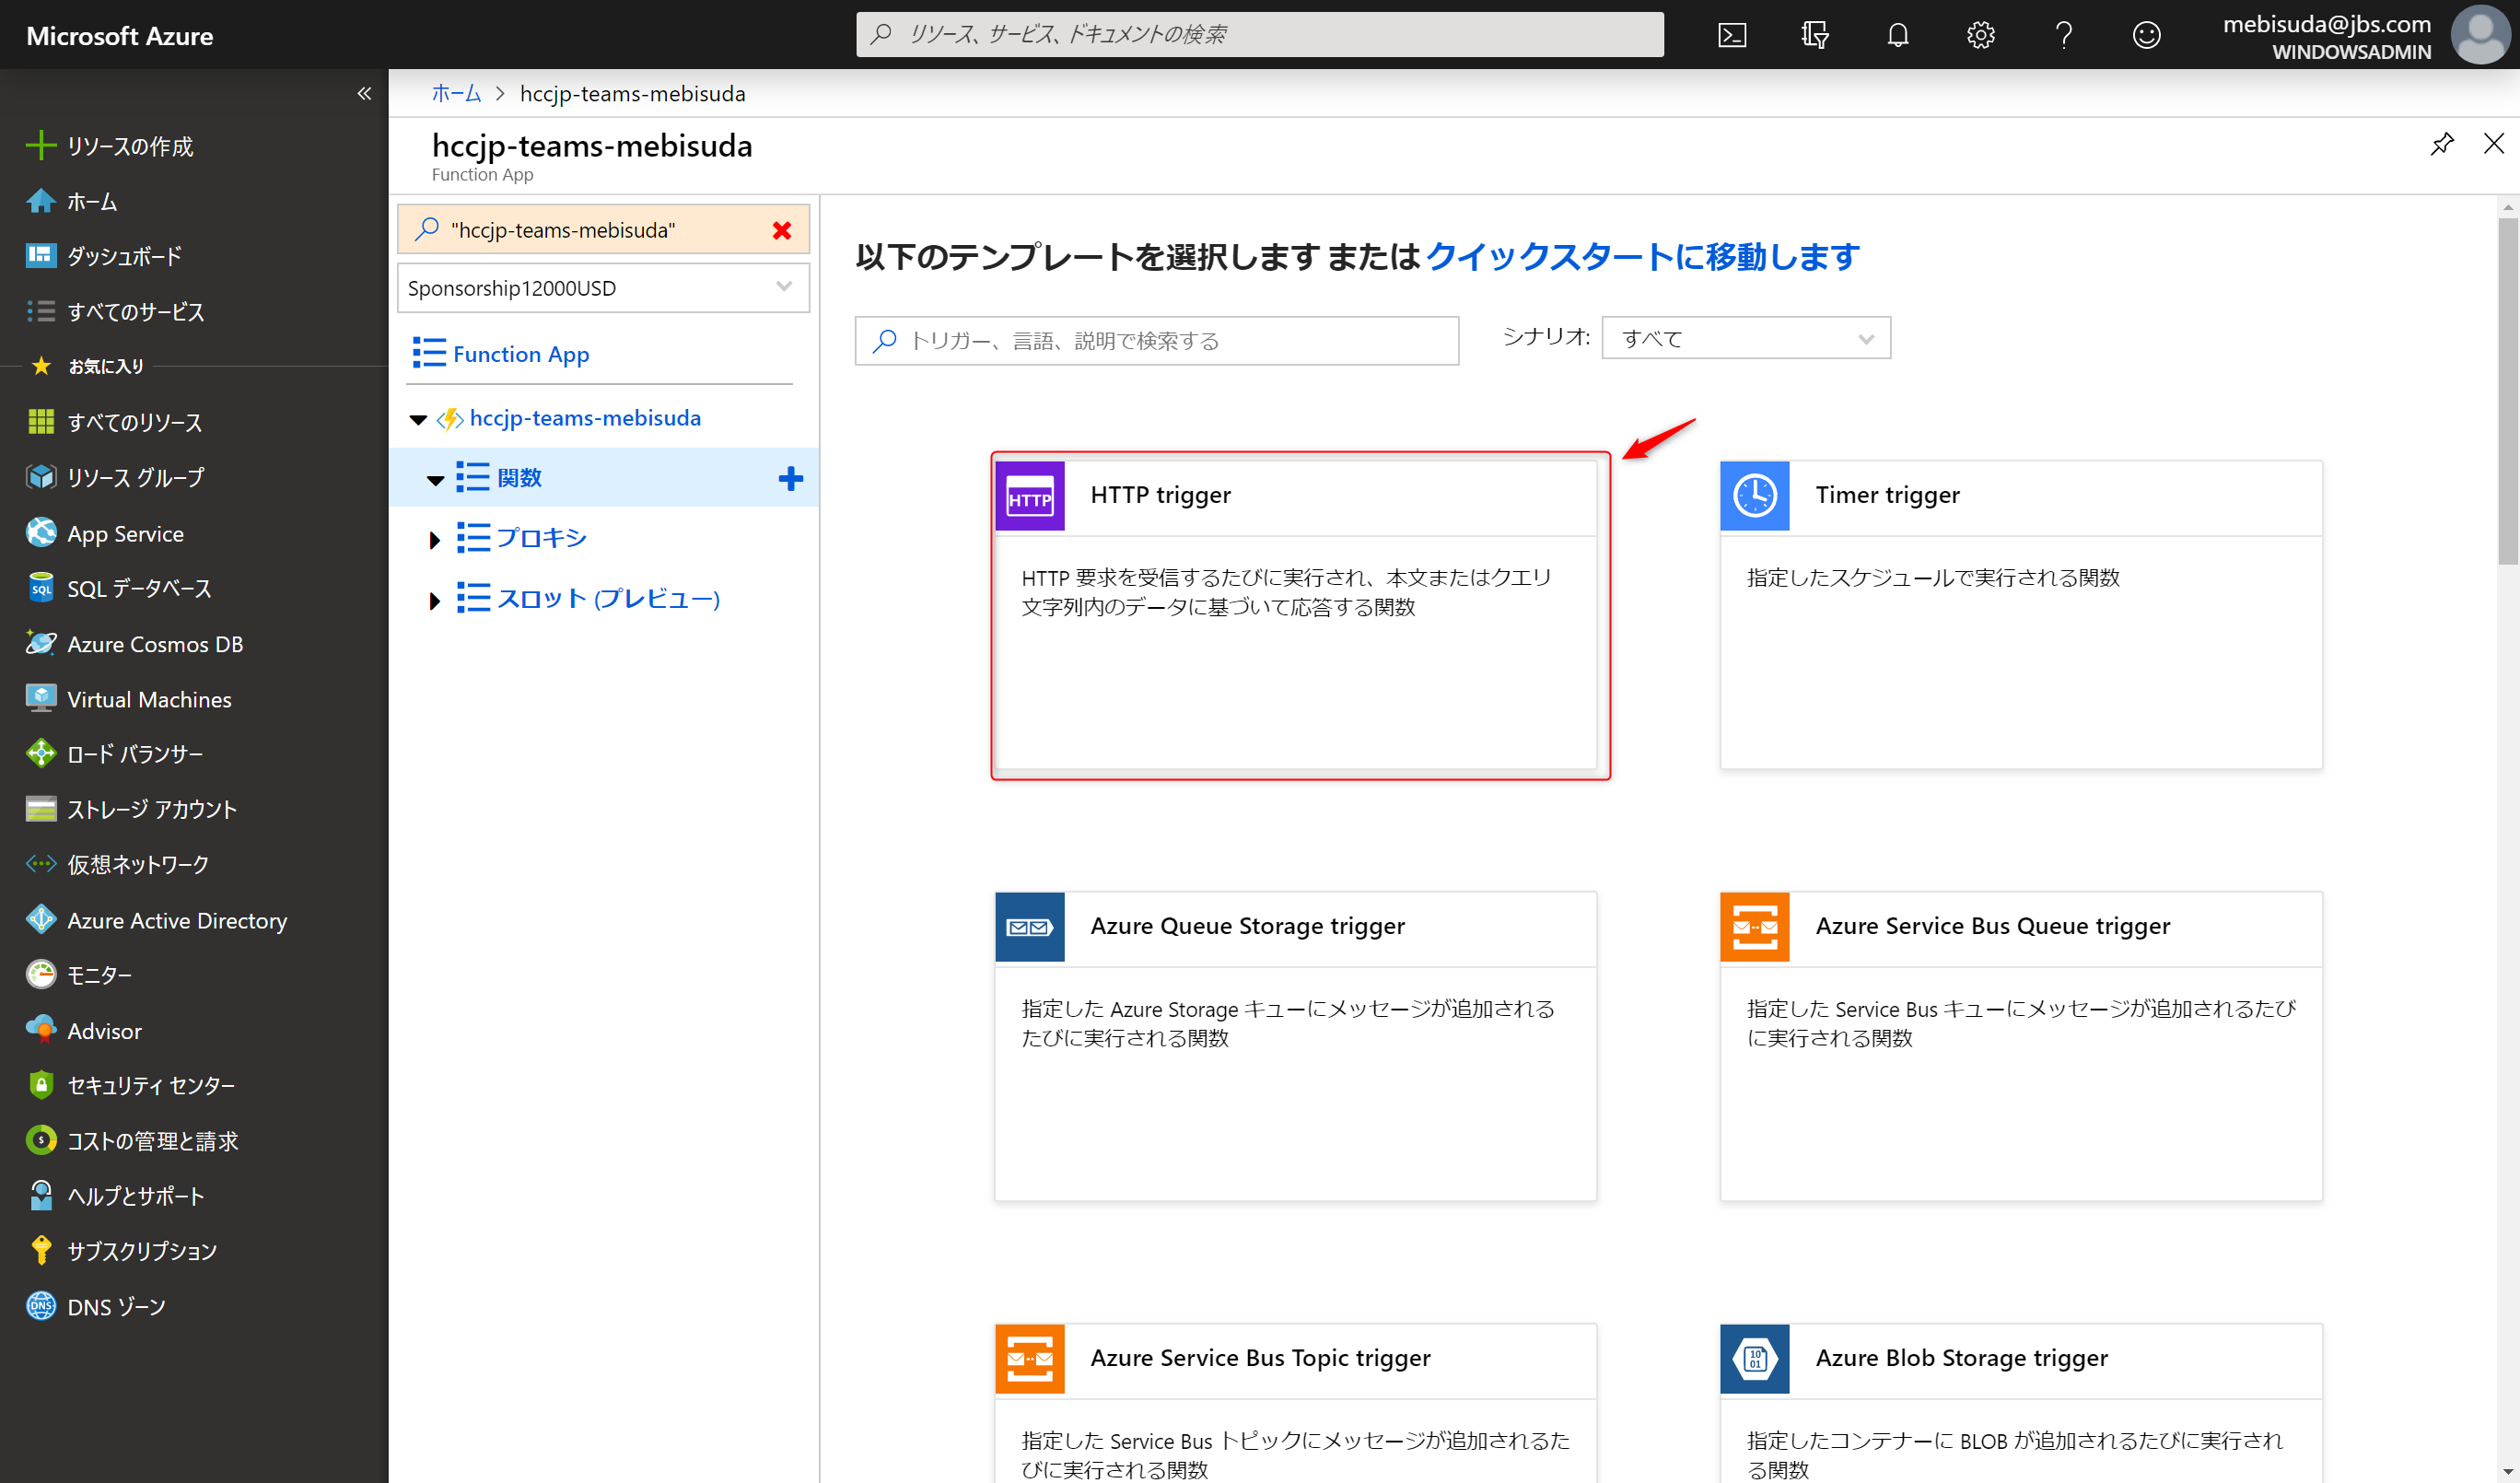 Microsoft Azure
リソース、サービス、ドキュメントの検索
mebisuda@jbs.com
WINDOWSADMIN
リソースの作成
ホーム
ダッシュボード
すべてのサービス
お気に入り
すべてのリソース
リソース グループ
App Service
SQL データベース
Azure Cosmos DB
Virtual Machines
ロード バランサー
ストレージ アカウント
仮想ネットワーク
Azure Active Directory
モニター
Advisor
セキュリティ センター
コストの管理と請求
ヘルプとサポート
サブスクリプション
DNS ゾーン
ホーム > hccjp-teams-mebisuda
hccjp-teams-mebisuda
Function App
"hccjp-teams-mebisuda"
Sponsorship12000USD
Function App
hccjp-teams-mebisuda
関数
プロキシ
スロット (プレビュー)
以下のテンプレートを選択します または クイックスタートに移動します
トリガー、言語、説明で検索する
シナリオ: すべて
HTTP
HTTP trigger
HTTP 要求を受信するたびに実行され、本文またはクエリ
文字列内のデータに基づいて応答する関数
Timer trigger
指定したスケジュールで実行される関数
Azure Queue Storage trigger
指定した Azure Storage キューにメッセージが追加される
たびに実行される関数
Azure Service Bus Queue trigger
指定した Service Bus キューにメッセージが追加されるたび
に実行される関数
Azure Service Bus Topic trigger
指定した Service Bus トピックにメッセージが追加されるた
びに実行される関数
Azure Blob Storage trigger
指定したコンテナーに BLOB が追加されるたびに実行され
る関数